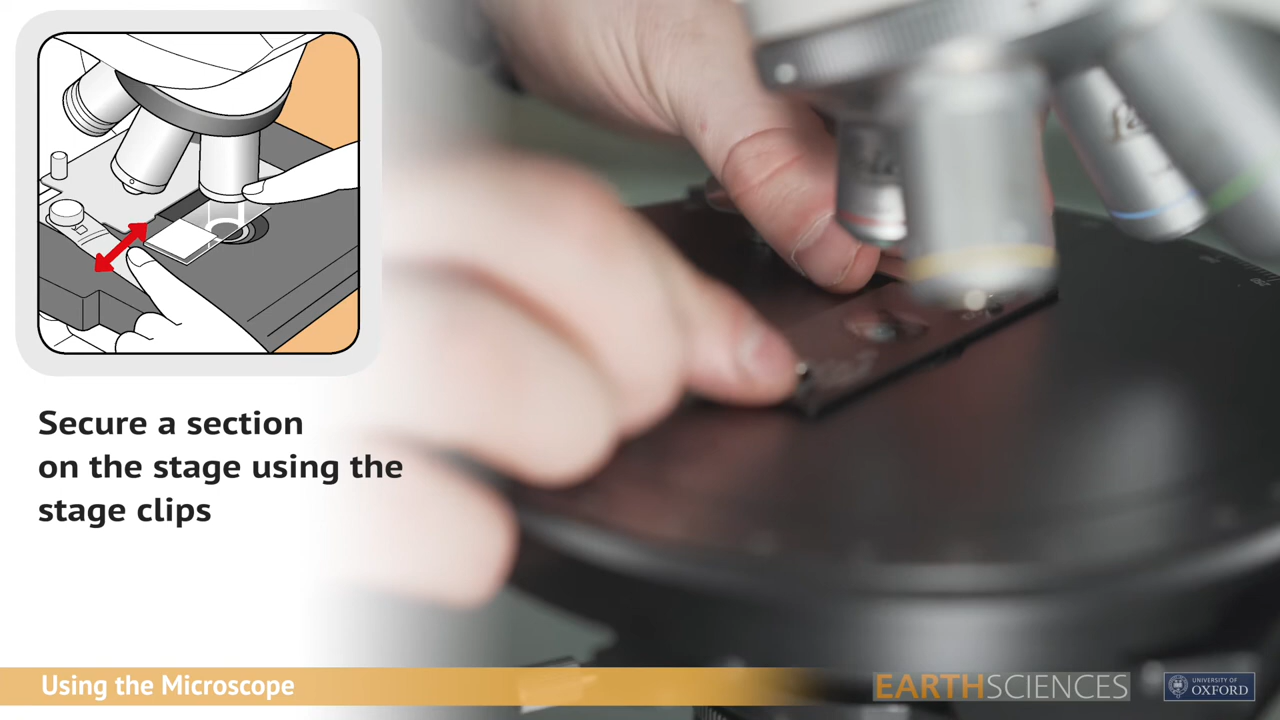 Secure a section
on the stage using the
stage clips
Using the Microscope
EARTHSCIENCES
UNIVERSITY OF
OXFORD